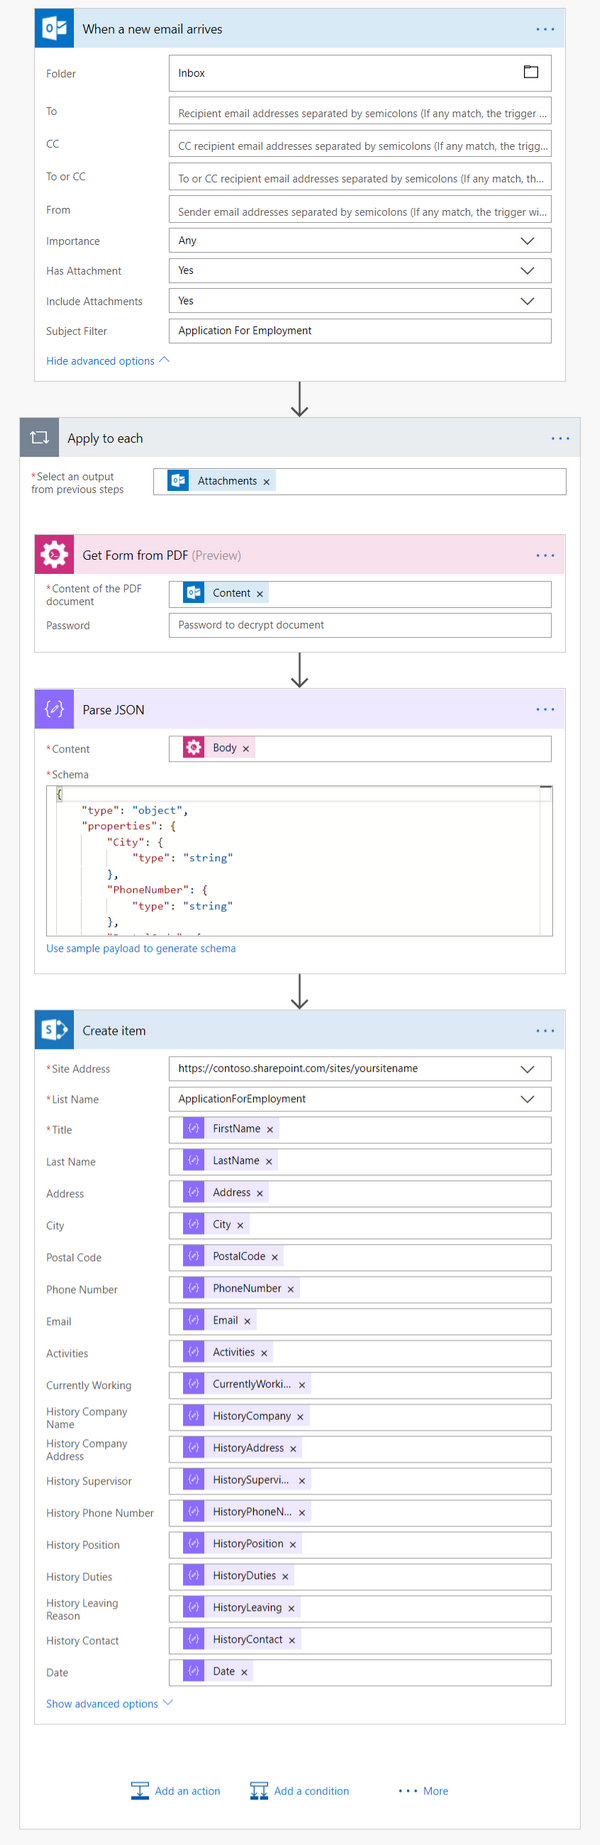 When a new email arrives
Folder
Inbox
To
Recipient email addresses separated by semicolons (If any match, the trigger ...
CC
CC recipient email addresses separated by semicolons (If any match, the trigg...
To or CC
To or CC recipient email addresses separated by semicolons (If any match, th...
From
Sender email addresses separated by semicolons (If any match, the trigger wi...
Importance
Any
Has Attachment
Yes
Include Attachments
Yes
Subject Filter
Application For Employment
Hide advanced options
Apply to each
*Select an output
from previous steps
Attachments ×
Get Form from PDF (Preview)
*Content of the PDF
document
Content ×
Password
Password to decrypt document
Parse JSON
*Content
Body ×
*Schema
{
"type": "object",
"properties": {
"City": {
"type": "string"
},
"PhoneNumber": {
"type": "string"
},
Use sample payload to generate schema
Create item
*Site Address
https://contoso.sharepoint.com/sites/yoursitename
*List Name
ApplicationForEmployment
*Title
FirstName ×
Last Name
LastName ×
Address
Address ×
City
City ×
Postal Code
PostalCode ×
Phone Number
PhoneNumber ×
Email
Email ×
Activities
Activities ×
Currently Working
CurrentlyWorki... ×
History Company
Name
HistoryCompany ×
History Company
Address
HistoryAddress ×
History Supervisor
HistorySupervi... ×
History Phone Number
HistoryPhoneN... ×
History Position
HistoryPosition ×
History Duties
HistoryDuties ×
History Leaving
Reason
HistoryLeaving ×
History Contact
HistoryContact ×
Date
Date ×
Show advanced options
Add an action
Add a condition
More